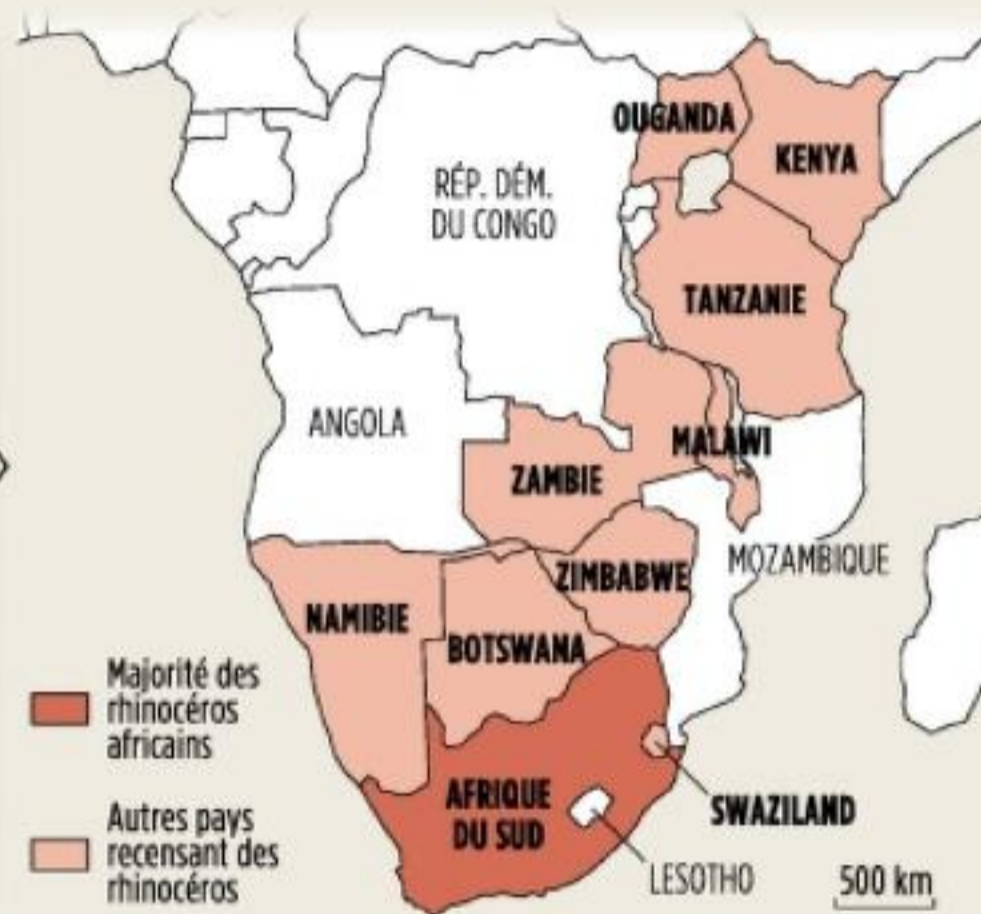 OUGANDA
KENYA
RÉP. DÉM.
DU CONGO
TANZANIE
ANGOLA
MALAWI
ZAMBIE
MOZAMBIQUE
ZIMBABWE
NAMIBIE
BOTSWANA
Majorité des
rhinocéros
africains
AFRIQUE
DU SUD
SWAZILAND
Autres pays
recensant des
rhinocéros
LESOTHO
500 km